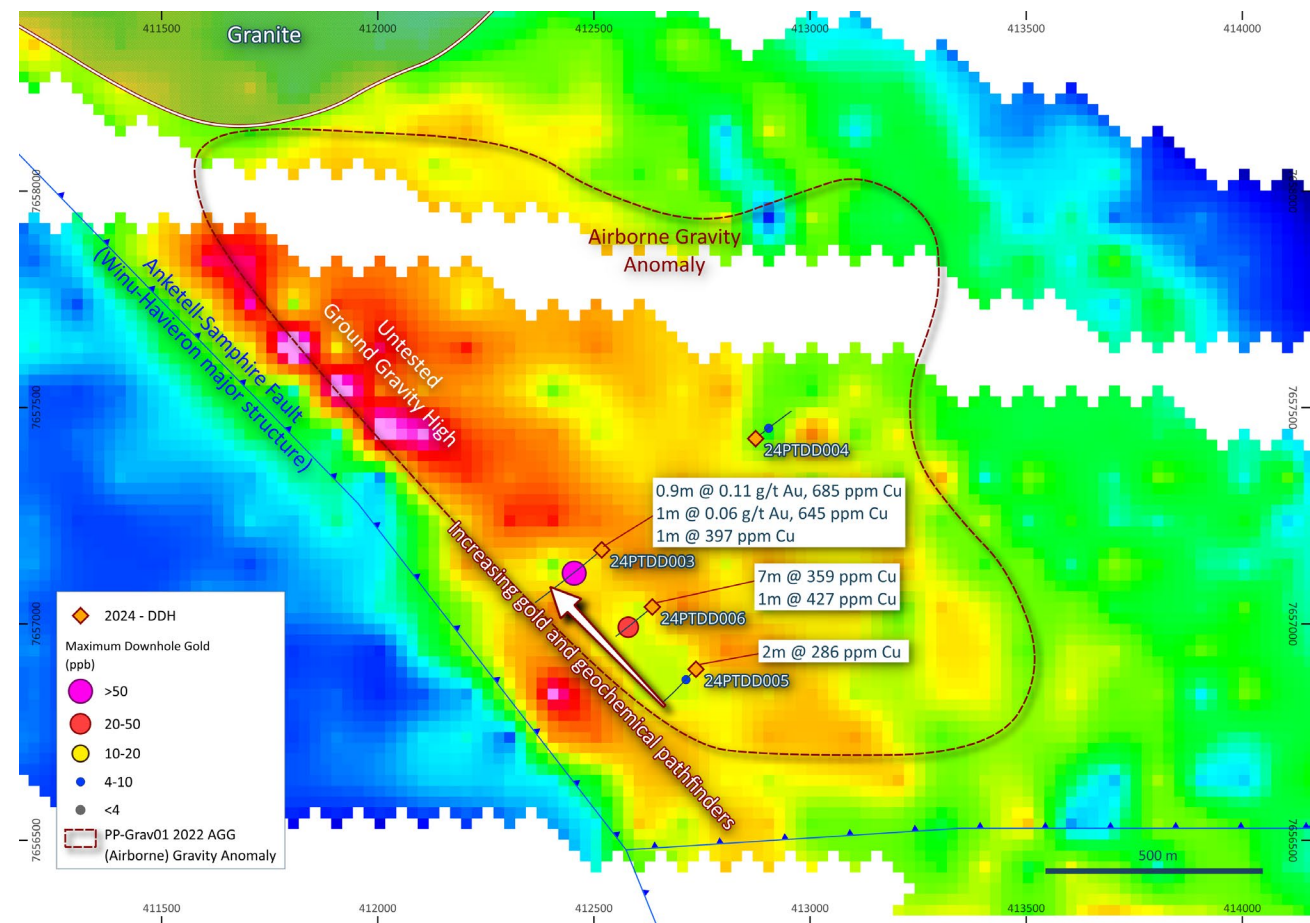 411500
412000
412500
413000
413500
414000
Granite
7658000
Airborne Gravity
Anomaly
Anketell-Samphire Fault
(Winu-Havieron major structure)
Untested
Ground Gravity High
7657500
7657500
24PTDD004
0.9m @ 0.11 g/t Au, 685 ppm Cu
1m @ 0.06 g/t Au, 645 ppm Cu
1m @ 397 ppm Cu
24PTDD003
7m @ 359 ppm Cu
1m @ 427 ppm Cu
24PTDD006
2m @ 286 ppm Cu
24PTDD005
Increasing gold and geochemical pathfinders
7657000
7657000
2024 - DDH
Maximum Downhole Gold
(ppb)
>50
20-50
10-20
4-10
<4
PP-Grav01 2022 AGG
(Airborne) Gravity Anomaly
7656500
7656500
500 m
411500
412000
412500
413000
413500
414000